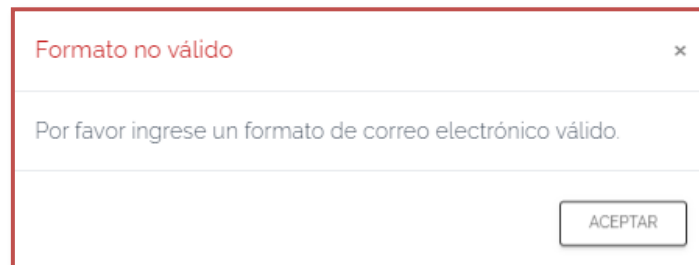 Formato no válido
×
Por favor ingrese un formato de correo electrónico válido.
ACEPTAR